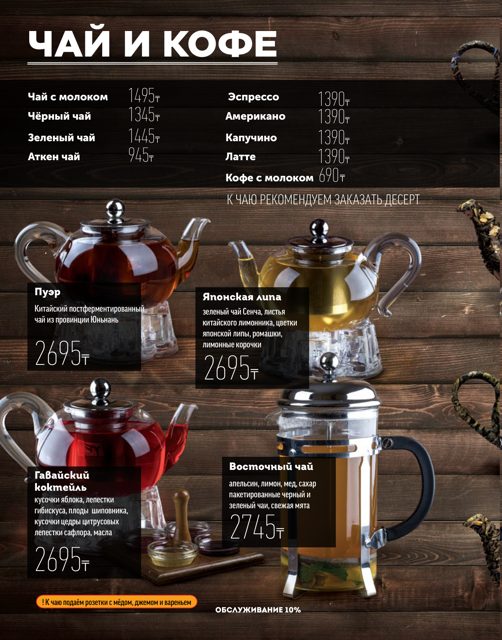 ЧАЙ И КОФЕ
Чай с молоком 1495₸
Чёрный чай 1345₸
Зеленый чай 1445₸
Аткен чай 945₸
Эспрессо 1390₸
Американо 1390₸
Капучино 1390₸
Латте 1390₸
Кофе с молоком 690₸
К ЧАЮ РЕКОМЕНДУЕМ ЗАКАЗАТЬ ДЕСЕРТ
Пуэр
Китайский постферментированный
чай из провинции Юньнань
2695₸
Японская липа
зеленый чай Сенча, листья
китайского лимонника, цветки
японской липы, ромашки,
лимонные корочки
2695₸
Гавайский
коктейль
кусочки яблока, лепестки
гибискуса, плоды шиповника,
кусочки цедры цитрусовых
лепестки сафлора, масла
2695₸
Восточный чай
апельсин, лимон, мед, сахар
пакетированные черный и
зеленый чаи, свежая мята
2745₸
! К чаю подаём розетки с мёдом, джемом и вареньем
ОБСЛУЖИВАНИЕ 10%